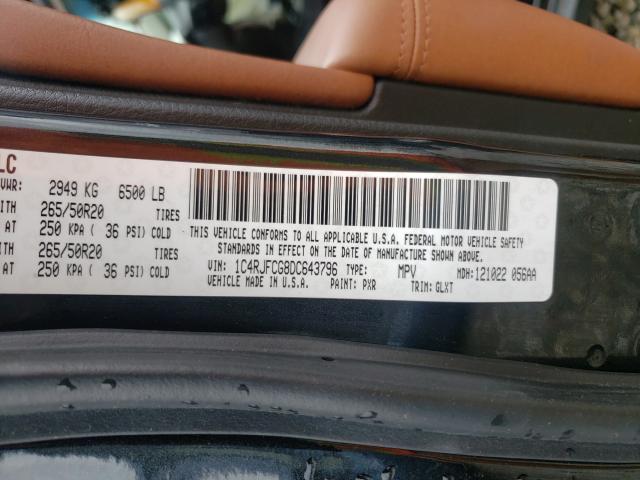 LC
VWR: 2949 KG 6500 LB
ITH 265/50R20 TIRES
AT 250 KPA ( 36 PSI) COLD
ITH 265/50R20 TIRES
AT 250 KPA ( 36 PSI) COLD
THIS VEHICLE CONFORMS TO ALL APPLICABLE U.S.A. FEDERAL MOTOR VEHICLE SAFETY
STANDARDS IN EFFECT ON THE DATE OF MANUFACTURE SHOWN ABOVE.
VIN: 1C4RJFCG8DC643796 TYPE: MPV MDH:121022 056AA
VEHICLE MADE IN U.S.A. PAINT: PXR TRIM: GLXT